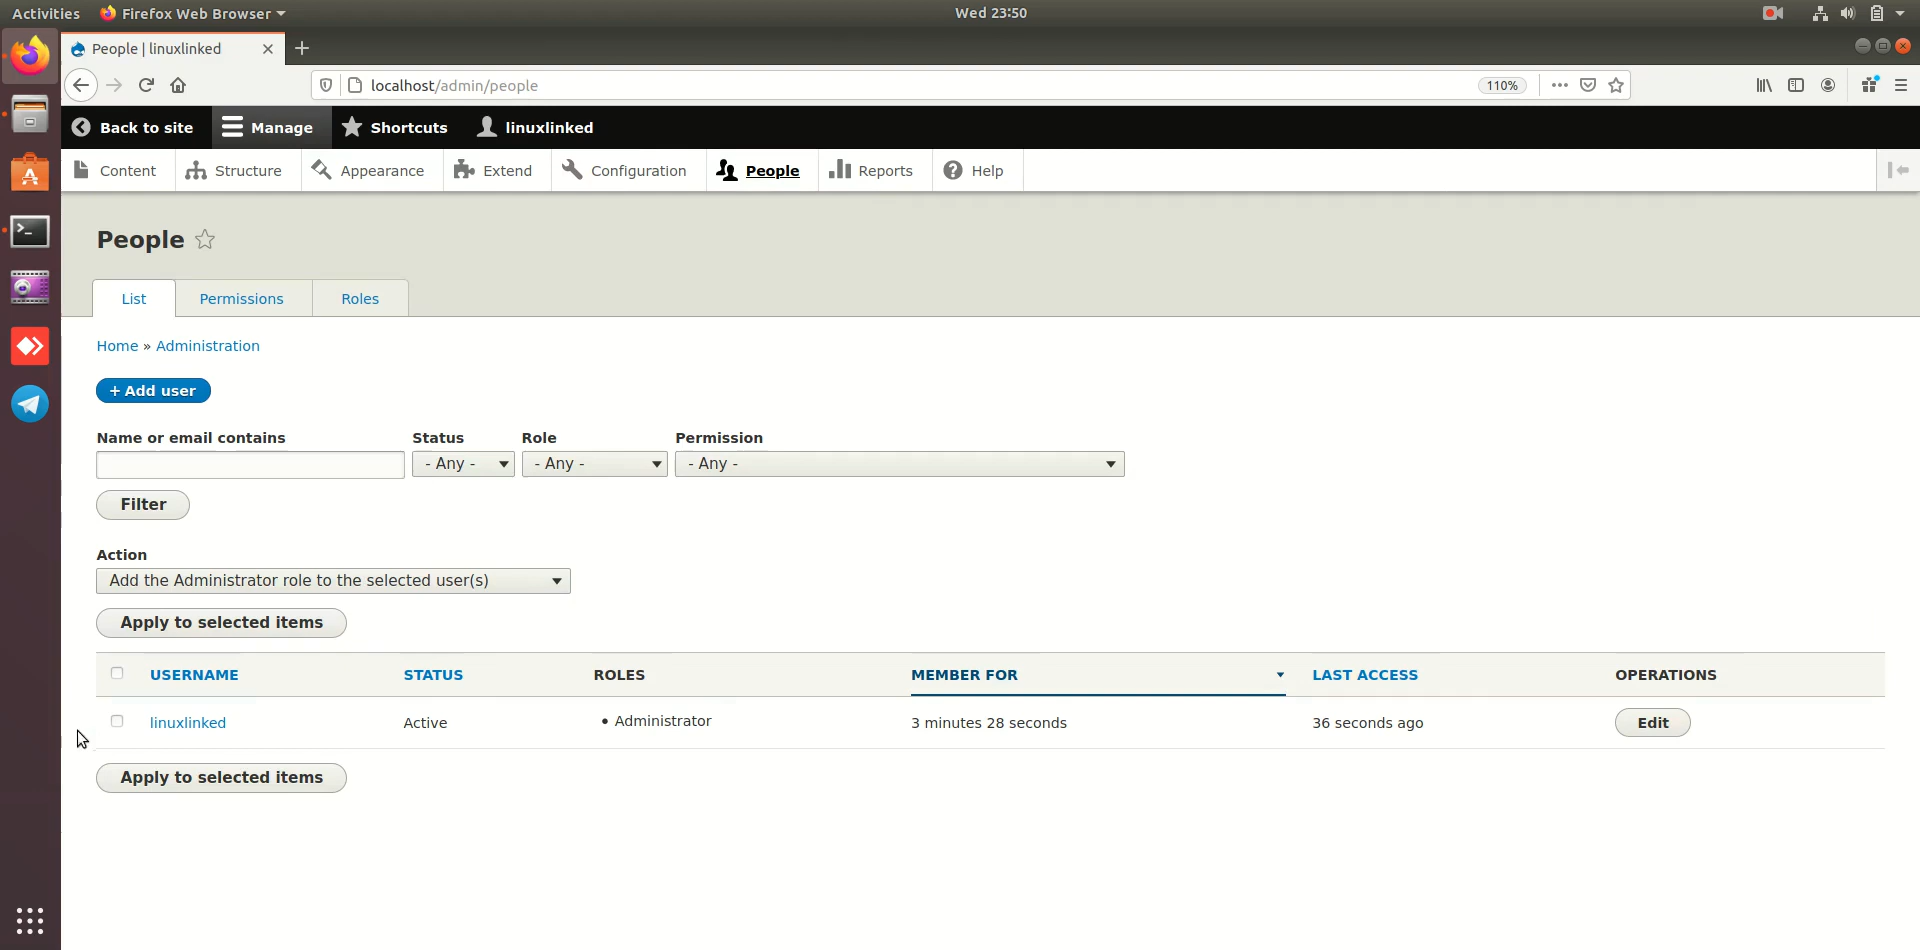 Activities Firefox Web Browser Wed 23:50
People | linuxlinked
localhost/admin/people 110%
Back to site Manage Shortcuts linuxlinked
Content Structure Appearance Extend Configuration People Reports Help
People
List Permissions Roles
Home » Administration
+ Add user
Name or email contains Status Role Permission
- Any - - Any - - Any -
Filter
Action
Add the Administrator role to the selected user(s)
Apply to selected items
USERNAME STATUS ROLES MEMBER FOR LAST ACCESS OPERATIONS
linuxlinked Active • Administrator 3 minutes 28 seconds 36 seconds ago Edit
Apply to selected items